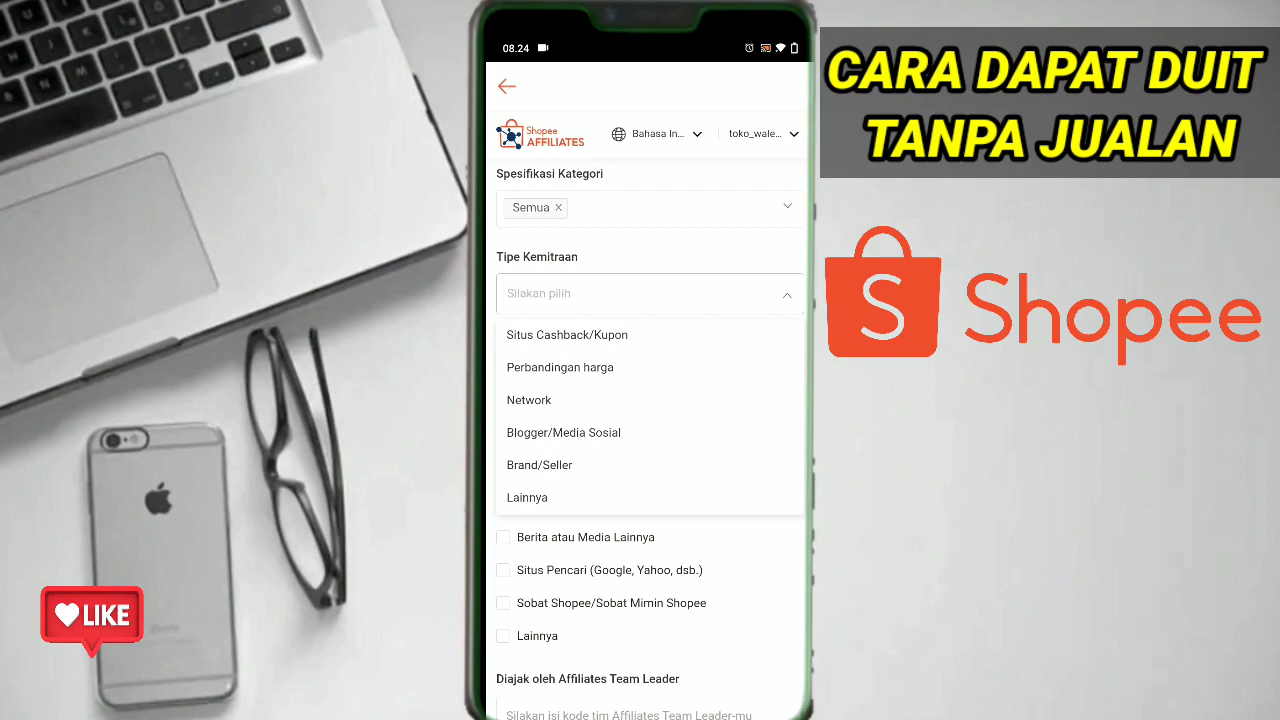 08.24
CARA DAPAT DUIT
TANPA JUALAN
Shopee
AFFILIATES
Bahasa In...
toko_wale...
Spesifikasi Kategori
Semua X
Tipe Kemitraan
Silakan pilih
Situs Cashback/Kupon
Perbandingan harga
Network
Blogger/Media Sosial
Brand/Seller
Lainnya
Berita atau Media Lainnya
Situs Pencari (Google, Yahoo, dsb.)
Sobat Shopee/Sobat Mimin Shopee
Lainnya
Diajak oleh Affiliates Team Leader
Silakan isi kode tim Affiliates Team Leader-mu
S
Shopee
LIKE